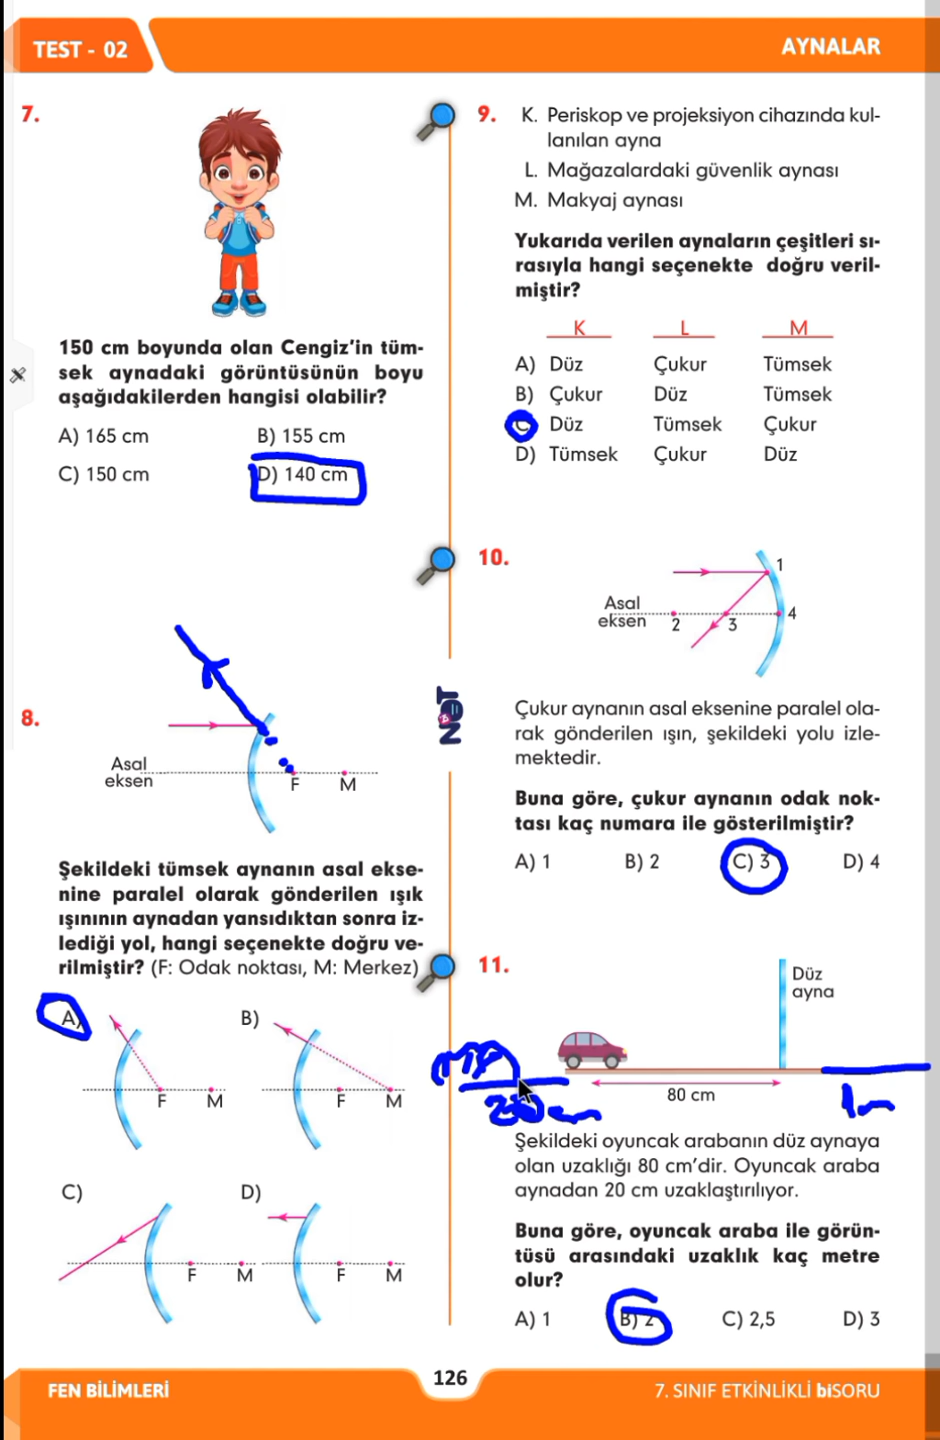 TEST - 02
AYNALAR
7.
150 cm boyunda olan Cengiz'in tüm-
sek aynadaki görüntüsünün boyu
aşağıdakilerden hangisi olabilir?
A) 165 cm
B) 155 cm
C) 150 cm
D) 140 cm
8.
Asal
eksen
F
M
Şekildeki tümsek aynanın asal ekse-
nine paralel olarak gönderilen ışık
ışınının aynadan yansıdıktan sonra iz-
lediği yol, hangi seçenekte doğru ve-
rilmiştir? (F: Odak noktası, M: Merkez)
A)
F
M
B)
F
M
C)
F
M
D)
F
M
NOT
9.
K. Periskop ve projeksiyon cihazında kul-
lanılan ayna
L. Mağazalardaki güvenlik aynası
M. Makyaj aynası
Yukarıda verilen aynaların çeşitleri sı-
rasıyla hangi seçenekte doğru veril-
miştir?
K L M
A) Düz Çukur Tümsek
B) Çukur Düz Tümsek
C Düz Tümsek Çukur
D) Tümsek Çukur Düz
10.
1
Asal
eksen
2
3
4
Çukur aynanın asal eksenine paralel ola-
rak gönderilen ışın, şekildeki yolu izle-
mektedir.
Buna göre, çukur aynanın odak nok-
tası kaç numara ile gösterilmiştir?
A) 1
B) 2
C) 3
D) 4
11.
Düz
ayna
80 cm
20 cm
1m
Şekildeki oyuncak arabanın düz aynaya
olan uzaklığı 80 cm'dir. Oyuncak araba
aynadan 20 cm uzaklaştırılıyor.
Buna göre, oyuncak araba ile görün-
tüsü arasındaki uzaklık kaç metre
olur?
A) 1
B) 2
C) 2,5
D) 3
FEN BİLİMLERİ
126
7. SINIF ETKİNLİKLİ biSORU